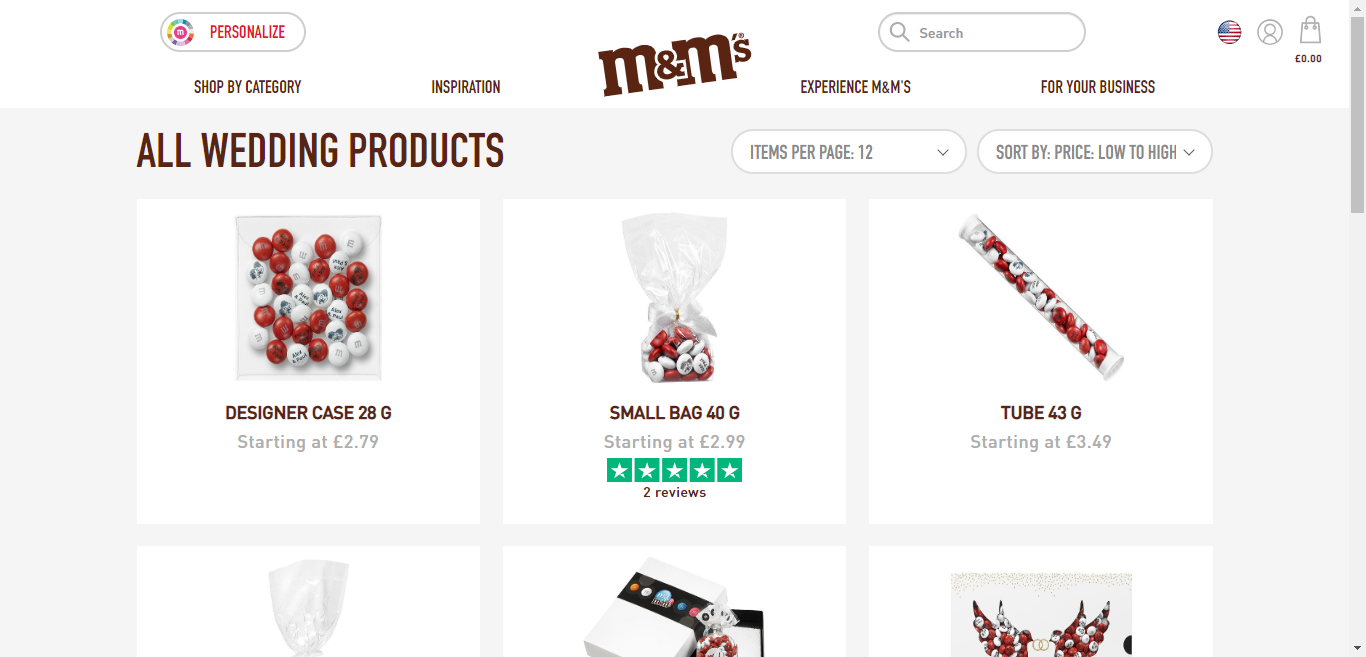 PERSONALIZE
Search
£0.00
m&m's®
SHOP BY CATEGORY
INSPIRATION
EXPERIENCE M&M'S
FOR YOUR BUSINESS
ALL WEDDING PRODUCTS
ITEMS PER PAGE: 12
SORT BY: PRICE: LOW TO HIGH
DESIGNER CASE 28 G
Starting at £2.79
SMALL BAG 40 G
Starting at £2.99
2 reviews
TUBE 43 G
Starting at £3.49